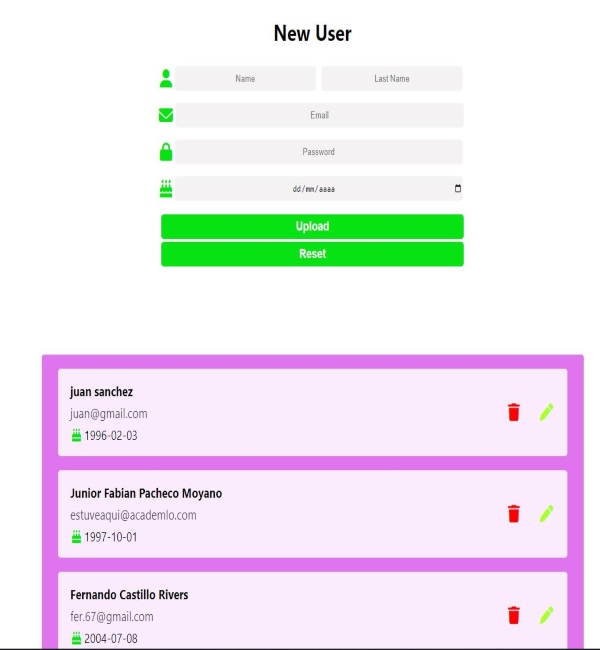 New User
Name Last Name
Email
Password
dd/mm/aaaa
Upload
Reset
juan sanchez
juan@gmail.com
1996-02-03
Junior Fabian Pacheco Moyano
estuveaqui@academlo.com
1997-10-01
Fernando Castillo Rivers
fer.67@gmail.com
2004-07-08